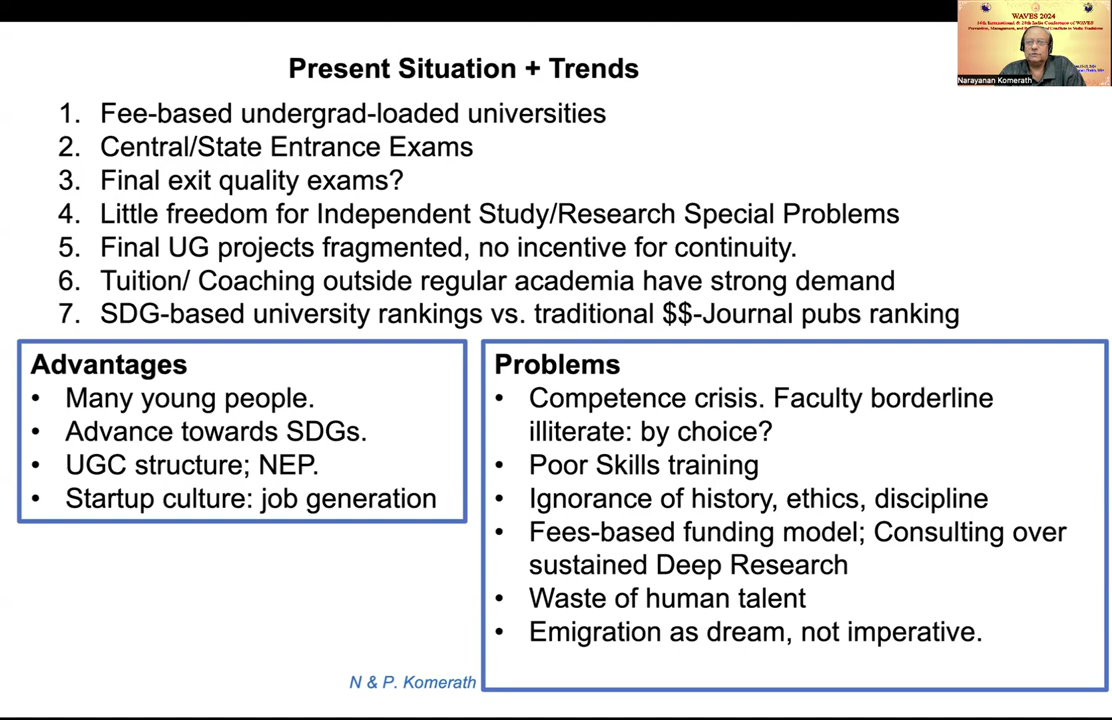 WAVES 2024
Narayanan Komerath
Present Situation + Trends
1. Fee-based undergrad-loaded universities
2. Central/State Entrance Exams
3. Final exit quality exams?
4. Little freedom for Independent Study/Research Special Problems
5. Final UG projects fragmented, no incentive for continuity.
6. Tuition/ Coaching outside regular academia have strong demand
7. SDG-based university rankings vs. traditional $$-Journal pubs ranking
Advantages
• Many young people.
• Advance towards SDGs.
• UGC structure; NEP.
• Startup culture: job generation
Problems
• Competence crisis. Faculty borderline
illiterate: by choice?
• Poor Skills training
• Ignorance of history, ethics, discipline
• Fees-based funding model; Consulting over
sustained Deep Research
• Waste of human talent
• Emigration as dream, not imperative.
N & P. Komerath